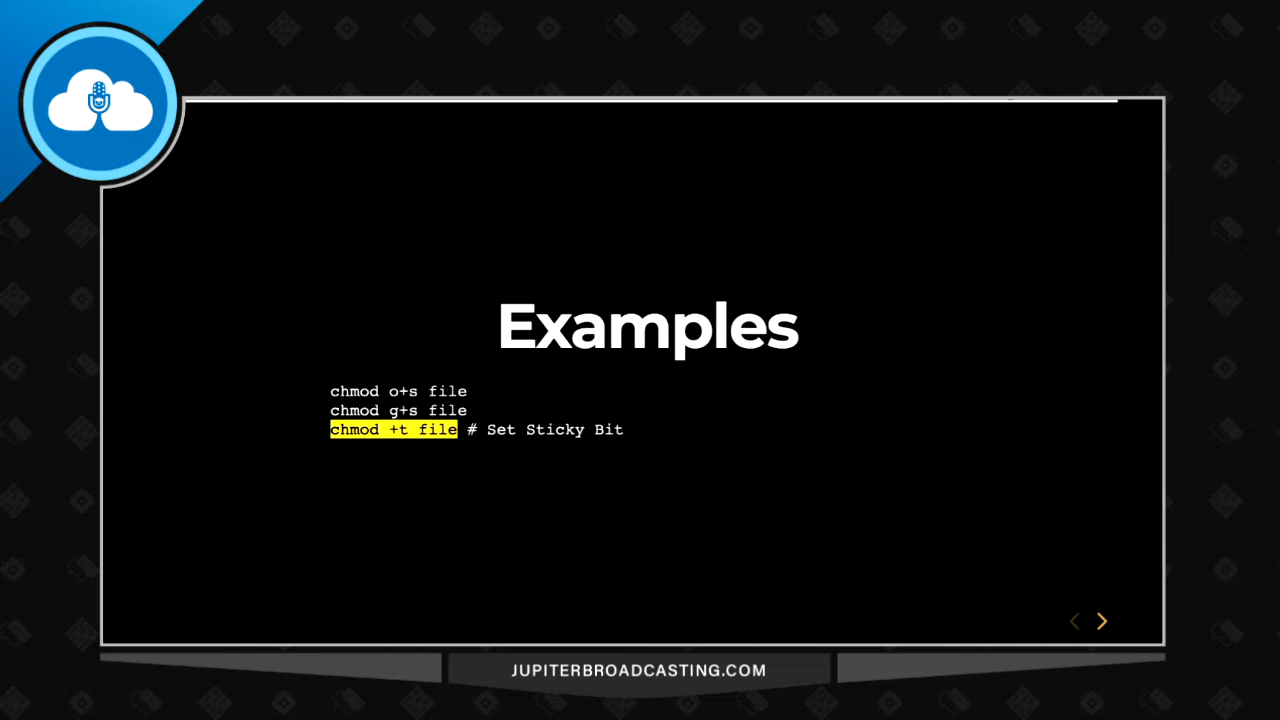 Examples
chmod o+s file
chmod g+s file
chmod +t file # Set Sticky Bit
JUPITERBROADCASTING.COM